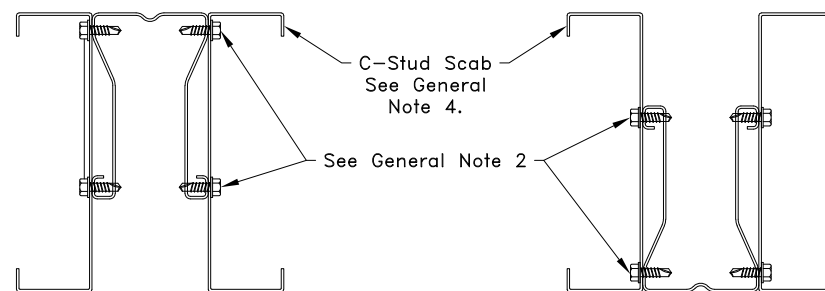 C-Stud Scab
See General
Note 4.
See General Note 2